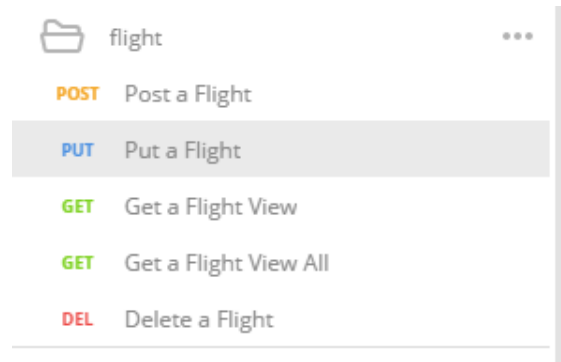 flight
POST Post a Flight
PUT Put a Flight
GET Get a Flight View
GET Get a Flight View All
DEL Delete a Flight